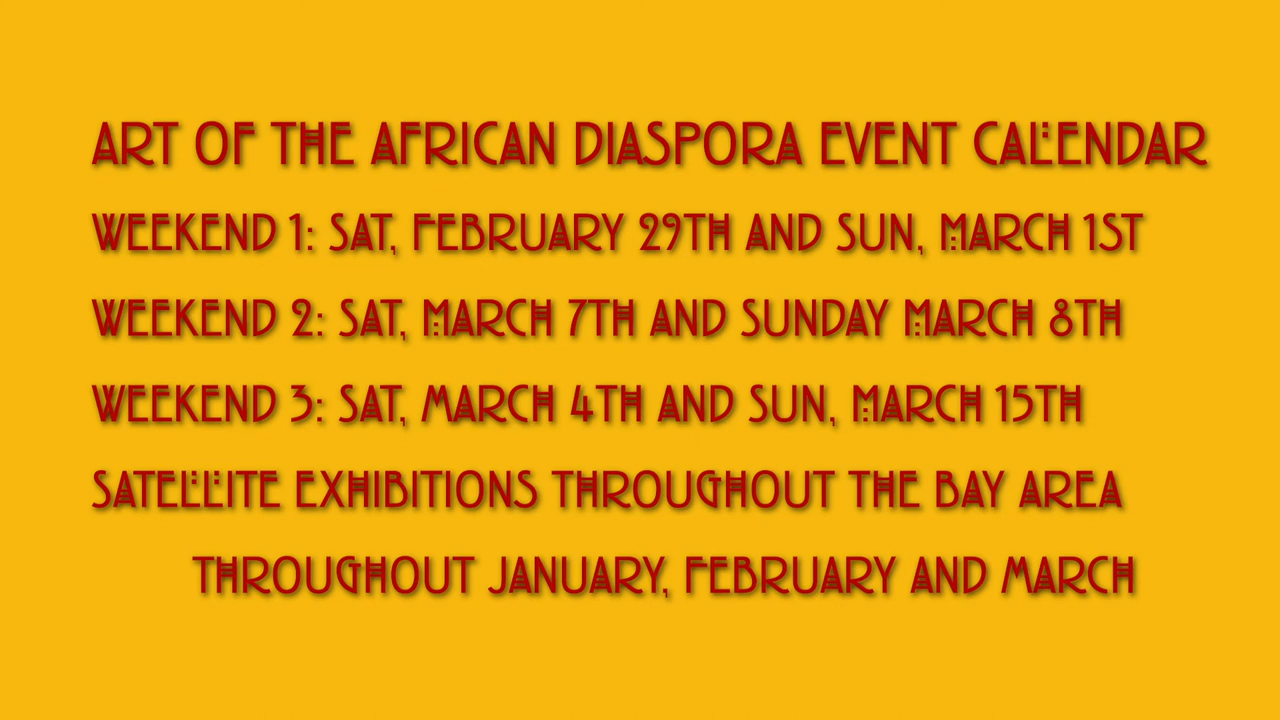 ART OF THE AFRICAN DIASPORA EVENT CALENDAR
WEEKEND 1: SAT, FEBRUARY 29TH AND SUN, MARCH 1ST
WEEKEND 2: SAT, MARCH 7TH AND SUNDAY MARCH 8TH
WEEKEND 3: SAT, MARCH 4TH AND SUN, MARCH 15TH
SATELLITE EXHIBITIONS THROUGHOUT THE BAY AREA
THROUGHOUT JANUARY, FEBRUARY AND MARCH